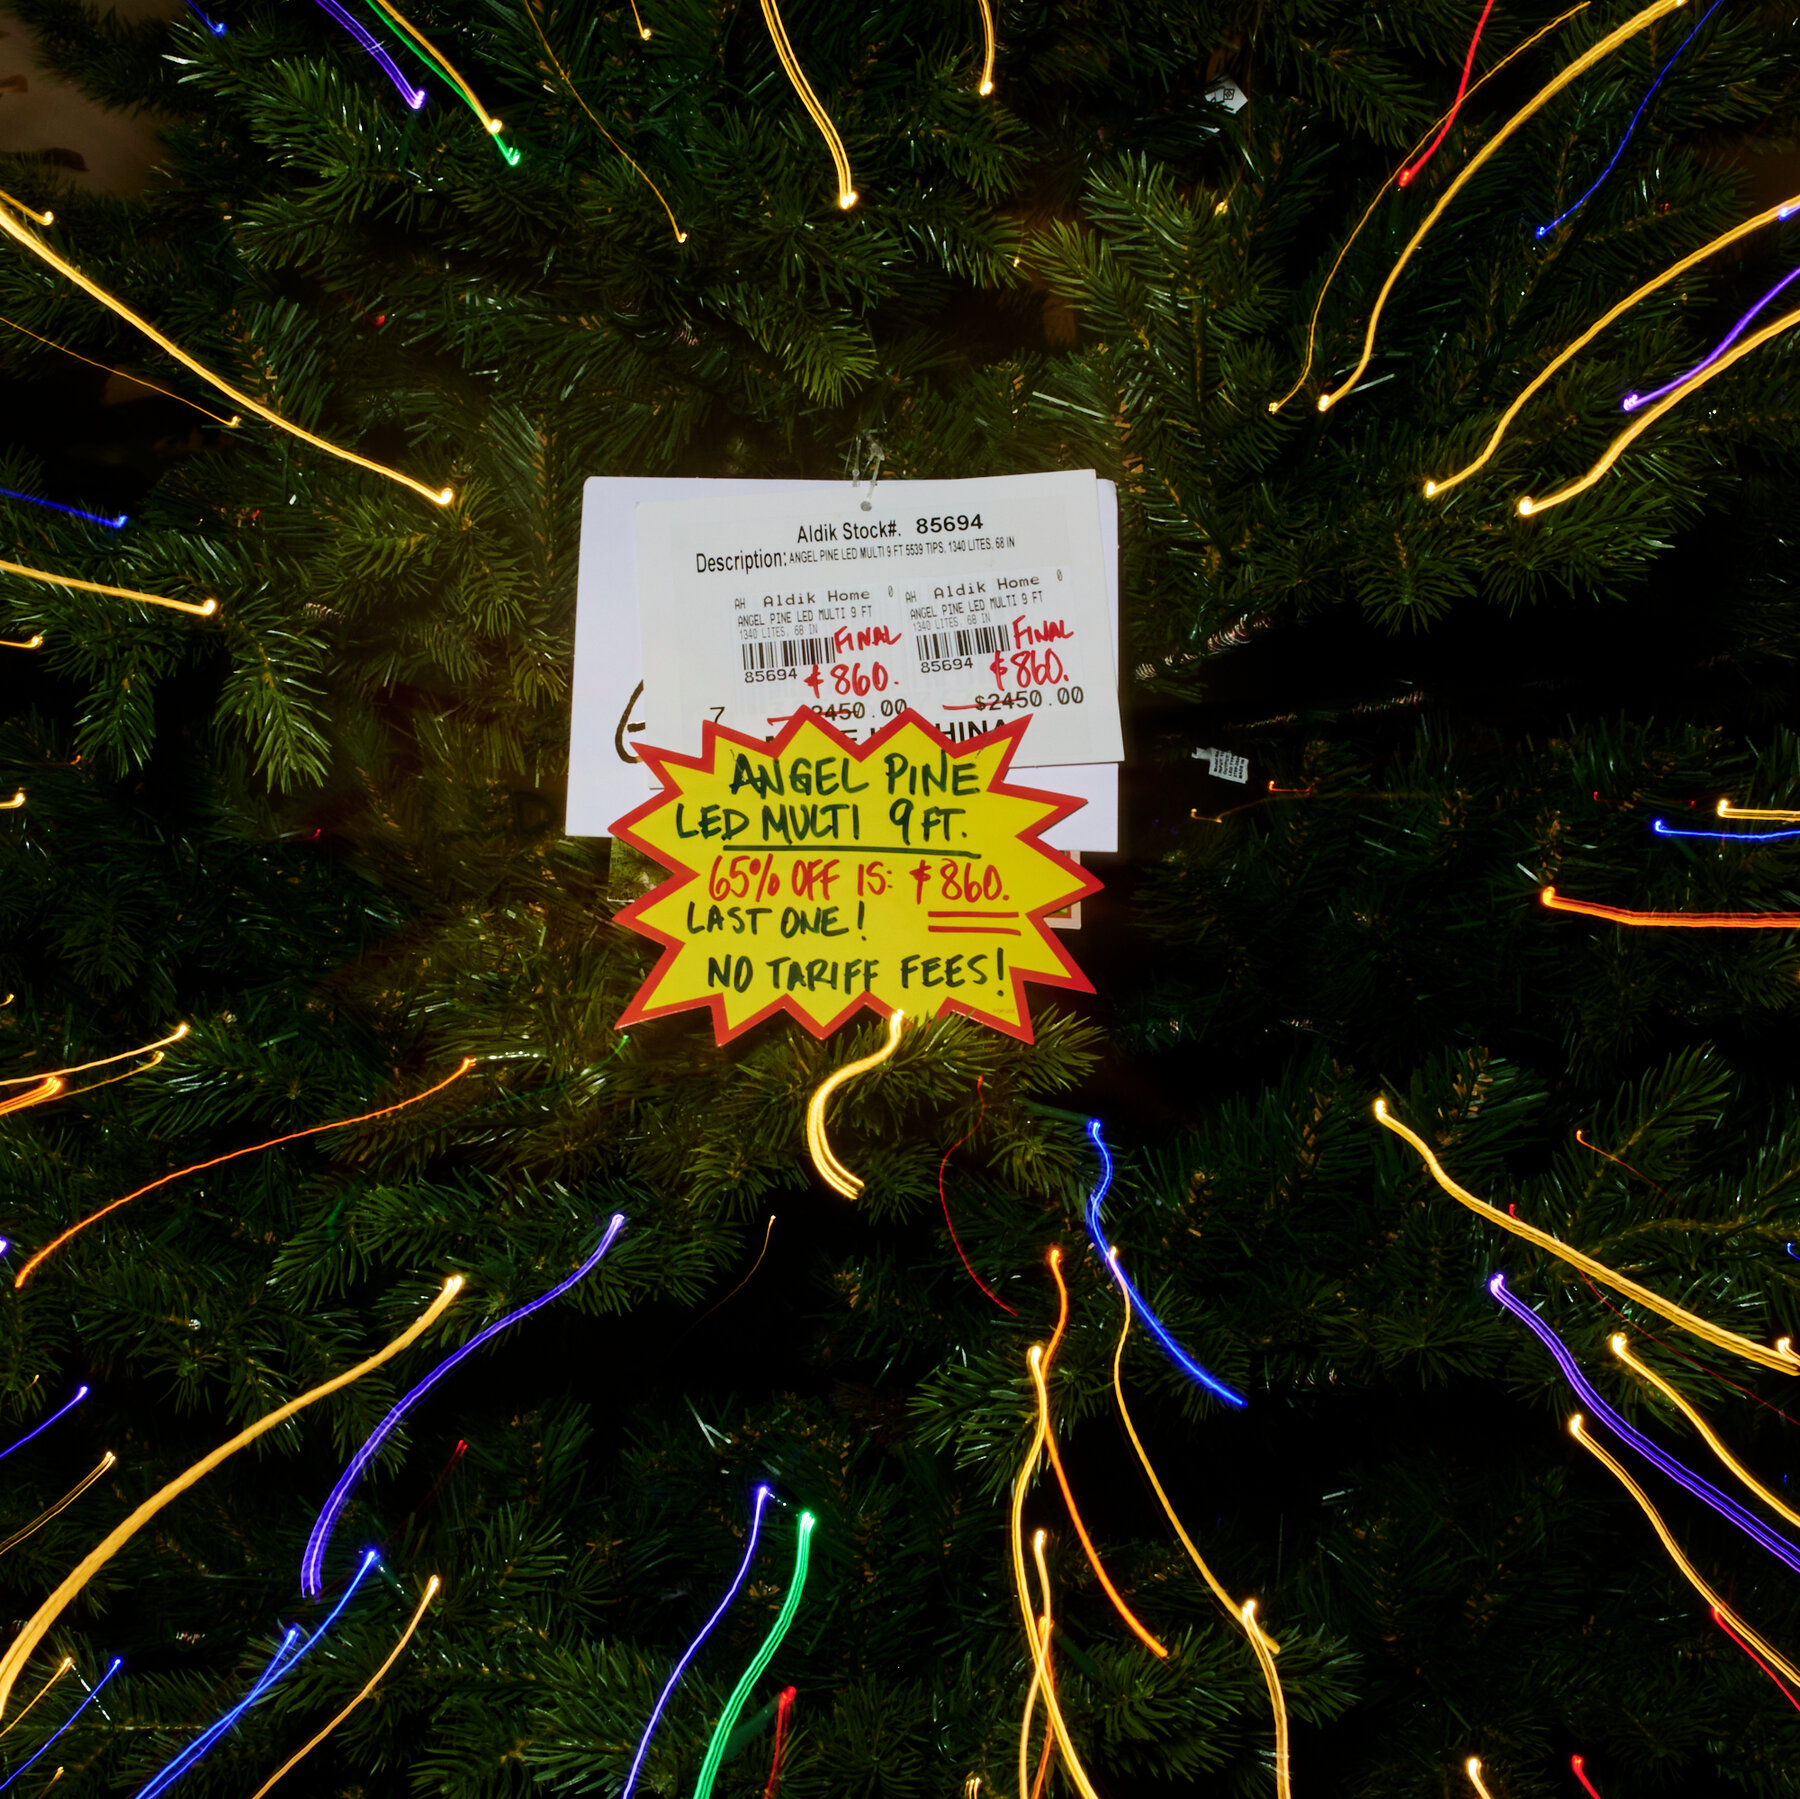 Aldik Stock#. 85694
Description: ANGEL PINE LED MULTI 9 FT 5539 TIPS, 1340 LITES, 68 IN
AH Aldik Home 0
ANGEL PINE LED MULTI 9 FT
1340 LITES, 68 IN
FINAL
85694 $860.
2450.00
AH Aldik Home 0
ANGEL PINE LED MULTI 9 FT
1340 LITES, 68 IN
FINAL
85694 $860.
$2450.00
7
ANGEL PINE
LED MULTI 9 FT.
65% OFF IS: $860.
LAST ONE!
NO TARIFF FEES!